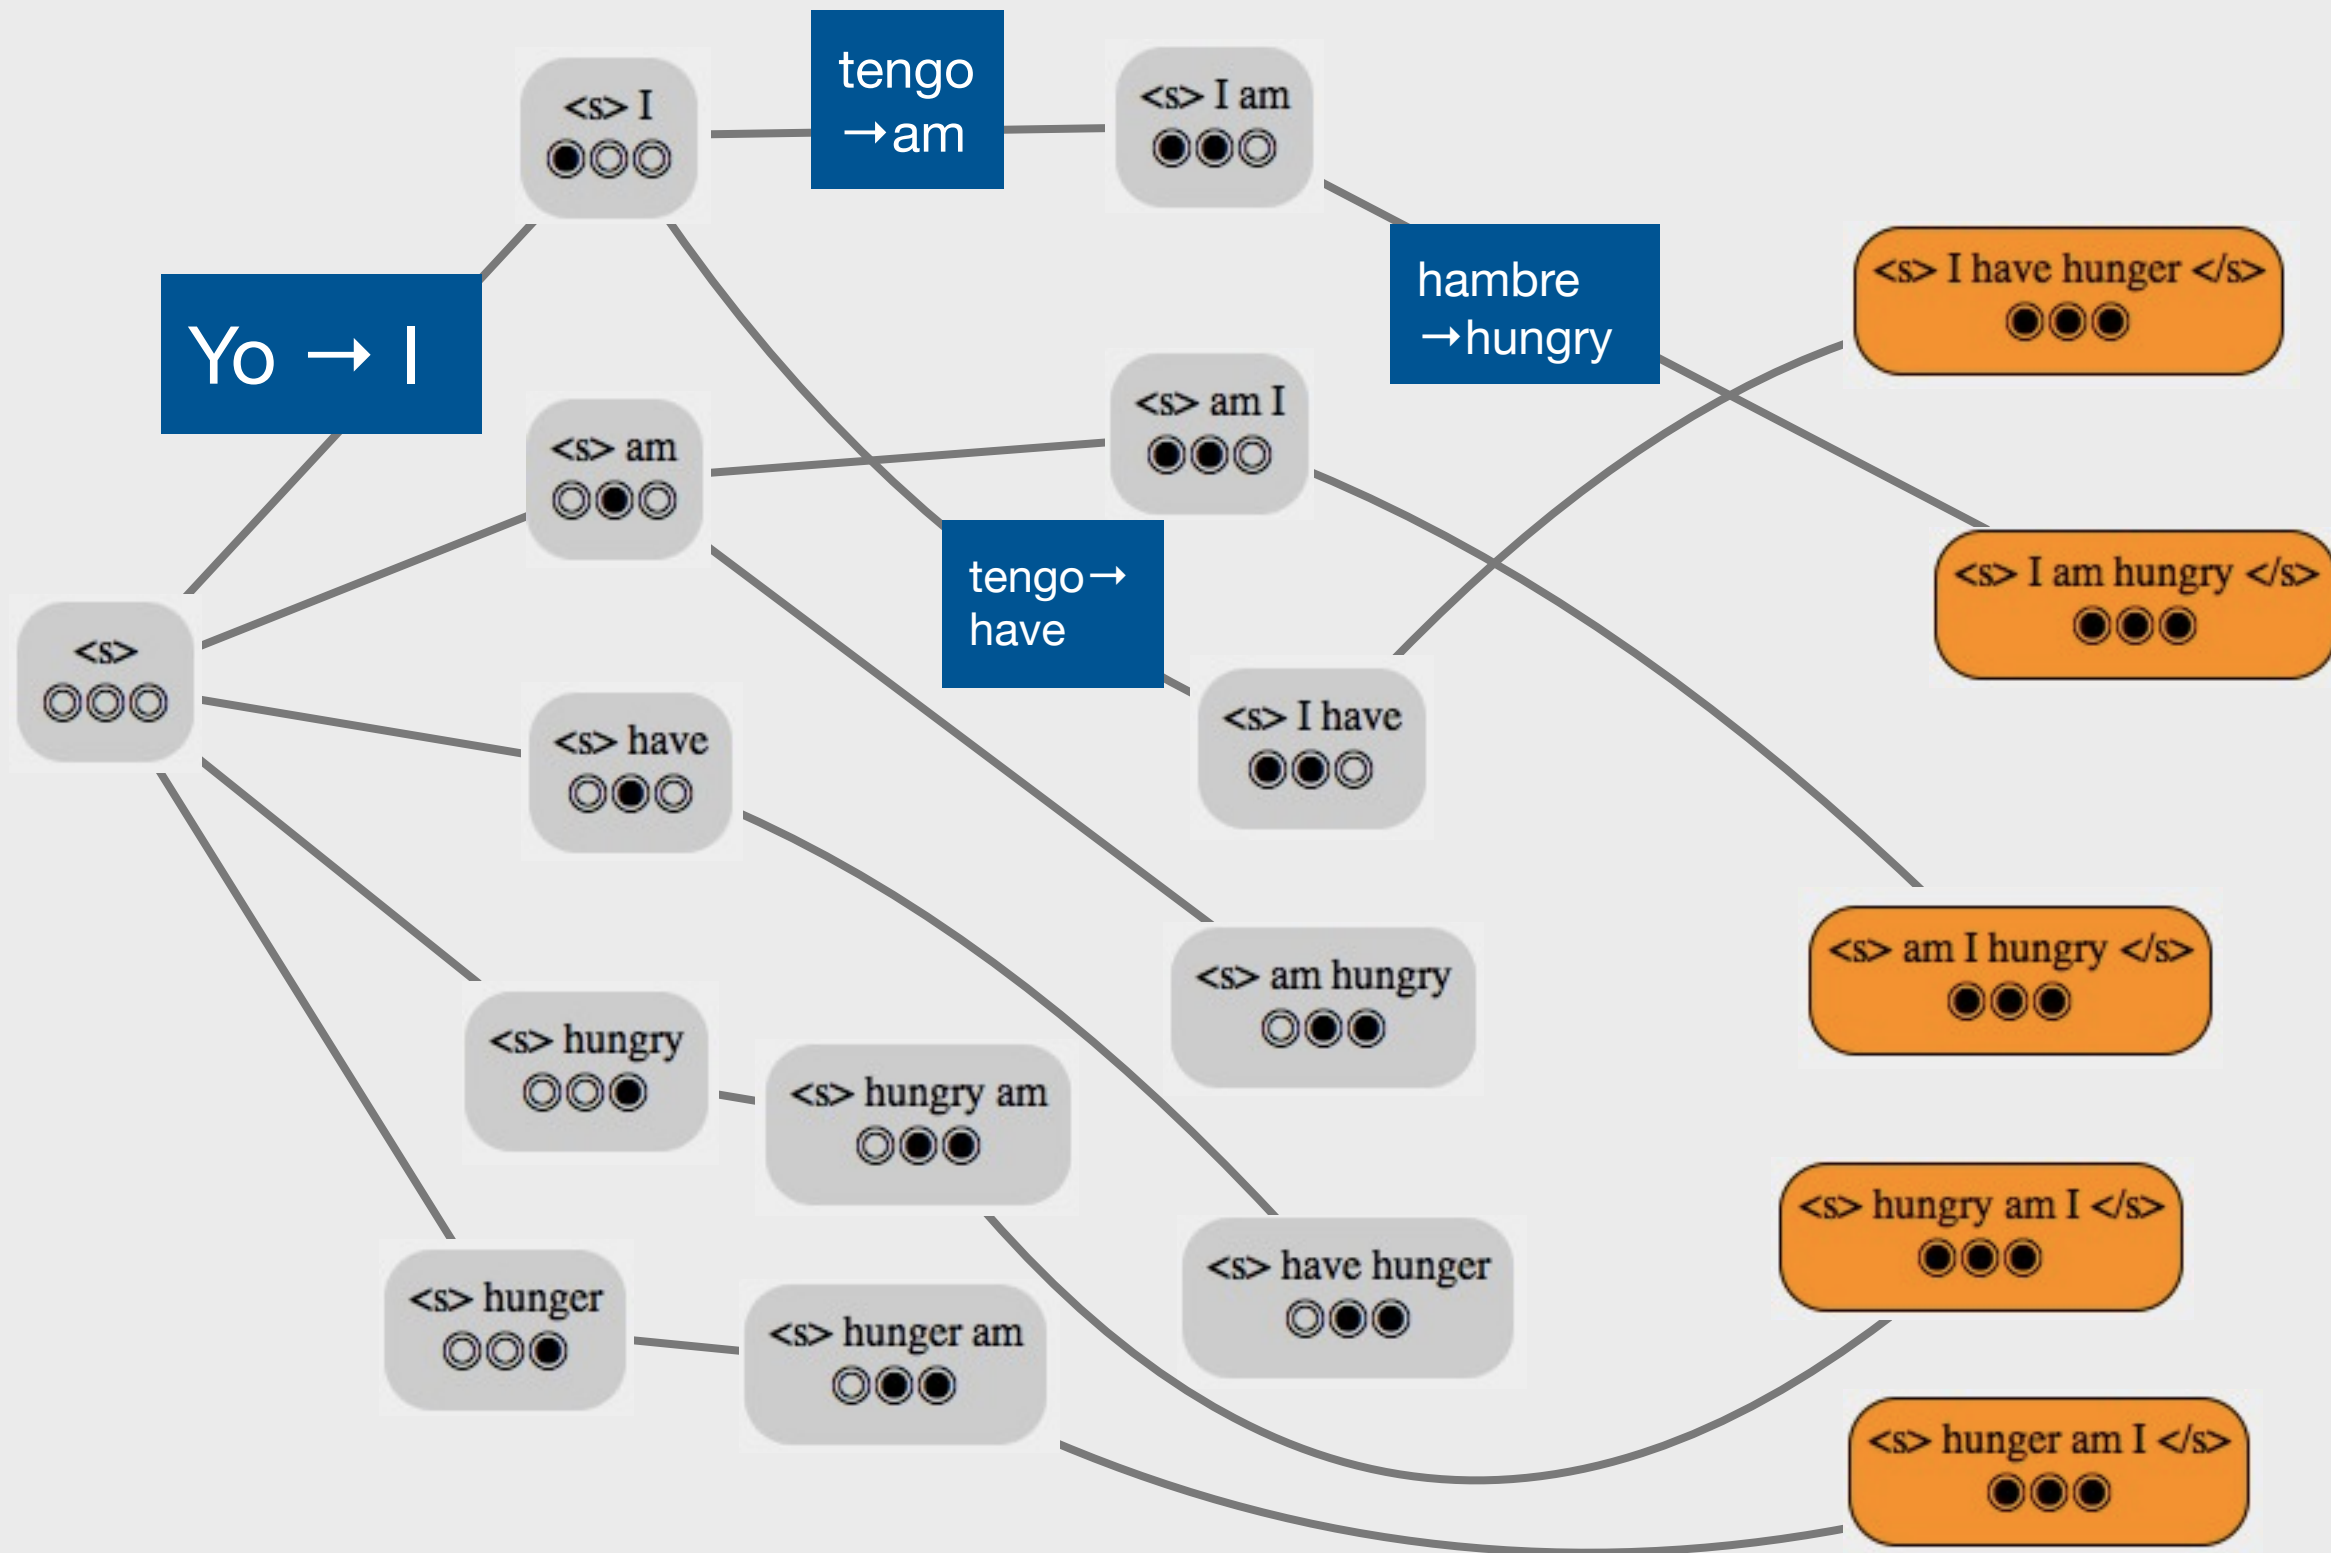 <s> I
tengo
→am
<s> I am
Yo → I
hambre
→hungry
<s> I have hunger </s>
<s> am
<s> am I
tengo→
have
<s> I am hungry </s>
<s>
<s> have
<s> I have
<s> am hungry
<s> am I hungry </s>
<s> hungry
<s> hungry am
<s> hungry am I </s>
<s> hunger
<s> hunger am
<s> have hunger
<s> hunger am I </s>